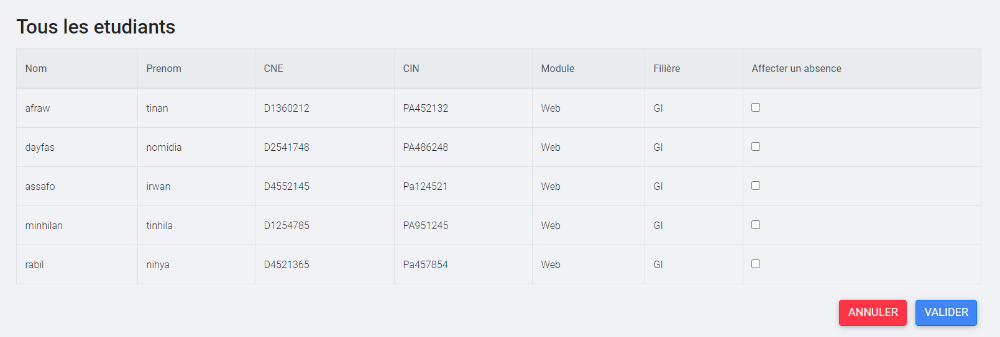 Tous les etudiants
Nom Prenom CNE CIN Module Filière Affecter un absence
afraw tinan D1360212 PA452132 Web GI
dayfas nomidia D2541748 PA486248 Web GI
assafo irwan D4552145 Pa124521 Web GI
minhilan tinhila D1254785 PA951245 Web GI
rabil nihya D4521365 Pa457854 Web GI
ANNULER VALIDER